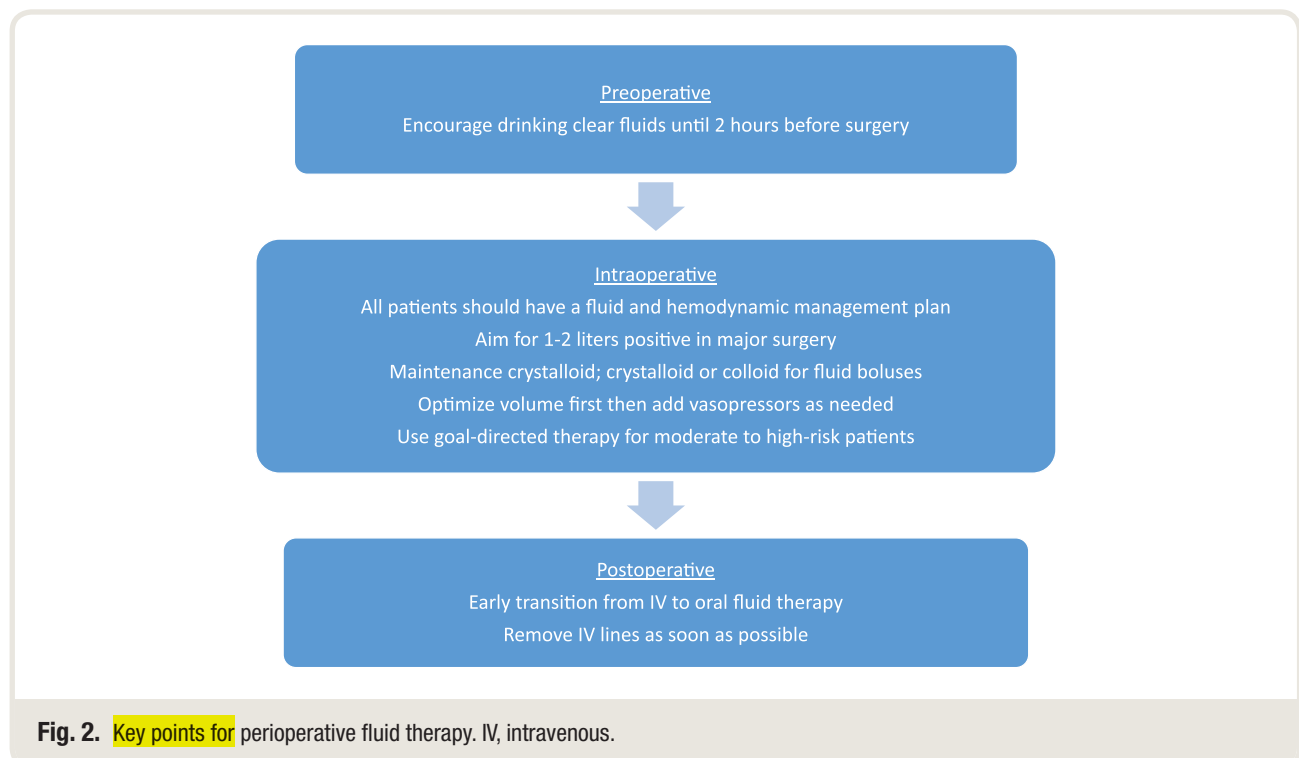 Preoperative
Encourage drinking clear fluids until 2 hours before surgery
Intraoperative
All patients should have a fluid and hemodynamic management plan
Aim for 1-2 liters positive in major surgery
Maintenance crystalloid; crystalloid or colloid for fluid boluses
Optimize volume first then add vasopressors as needed
Use goal-directed therapy for moderate to high-risk patients
Postoperative
Early transition from IV to oral fluid therapy
Remove IV lines as soon as possible
Fig. 2. Key points for perioperative fluid therapy. IV, intravenous.